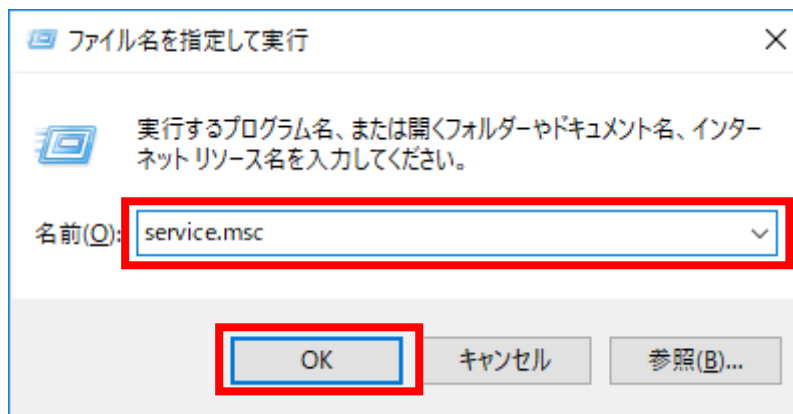 ファイル名を指定して実行
実行するプログラム名、または開くフォルダーやドキュメント名、インター
ネット リソース名を入力してください。
名前(O): service.msc
OK キャンセル 参照(B)...